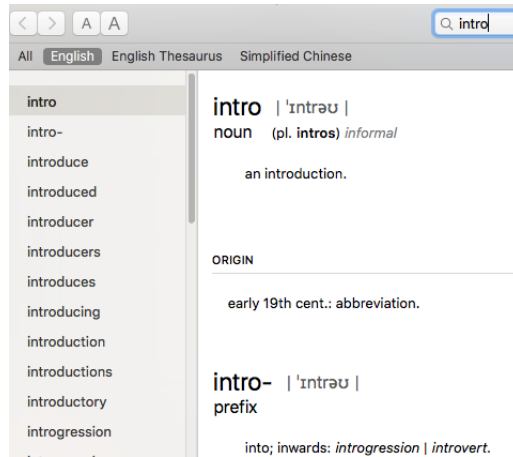 A A
intro
All English English Thesaurus Simplified Chinese
intro
intro-
introduce
introduced
introducer
introducers
introduces
introducing
introduction
introductions
introductory
introgression
intro | ˈɪntrəʊ |
noun (pl. intros) informal
an introduction.
ORIGIN
early 19th cent.: abbreviation.
intro- | ˈɪntrəʊ |
prefix
into; inwards: introgression | introvert.